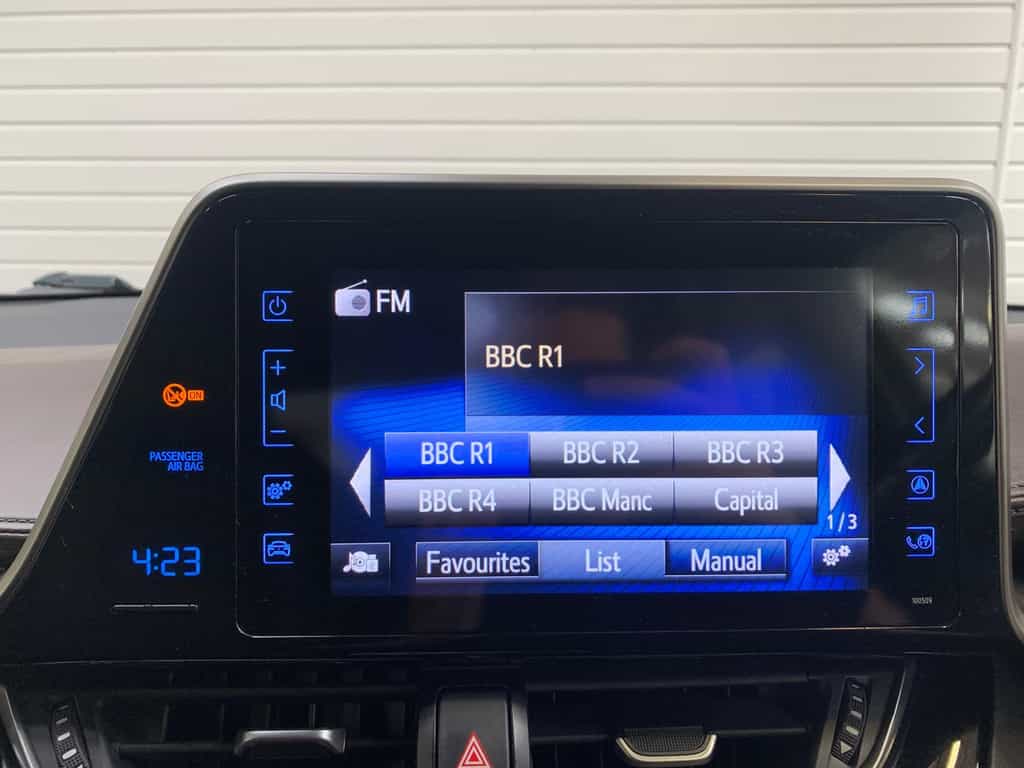 FM
BBC R1
BBC R1 BBC R2 BBC R3
BBC R4 BBC Manc Capital
1/3
Favourites List Manual
ON
PASSENGER
AIR BAG
4:23
100509